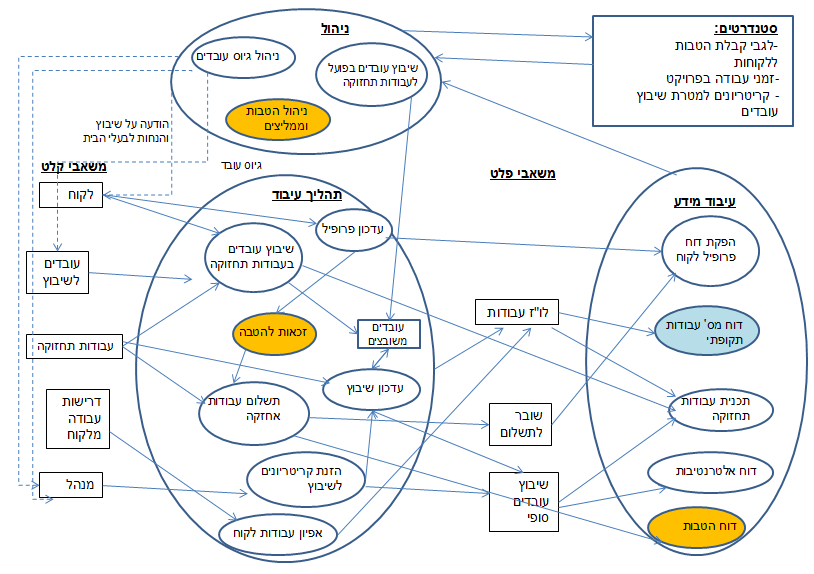 ניהול
ניהול גיוס עובדים
שיבוץ עובדים בפועל
לעבודות תחזוקה
ניהול הטבות
וממליצים
סטנדרטים:
-לגבי קבלת הטבות
ללקוחות
-זמני עבודה בפרויקט
- קריטריונים למטרת שיבוץ
עובדים
הודעה על שיבוץ
והנחות לבעלי הבית
גיוס עובד
משאבי קלט
לקוח
עובדים
לשיבוץ
עבודות תחזוקה
דרישות
עבודה
מלקוח
מנהל
תהליך עיבוד
עדכון פרופיל
שיבוץ עובדים
בעבודות תחזוקה
זכאות להטבה
עובדים
משובצים
עדכון שיבוץ
תשלום עבודות
אחזקה
הזנת קריטריונים
לשיבוץ
אפיון עבודות לקוח
משאבי פלט
לו"ז עבודות
שובר
לתשלום
שיבוץ
עובדים
סופי
עיבוד מידע
הפקת דוח
פרופיל לקוח
דוח מס' עבודות
תקופתי
תכנית עבודות
תחזוקה
דוח אלטרנטיבות
דוח הטבות